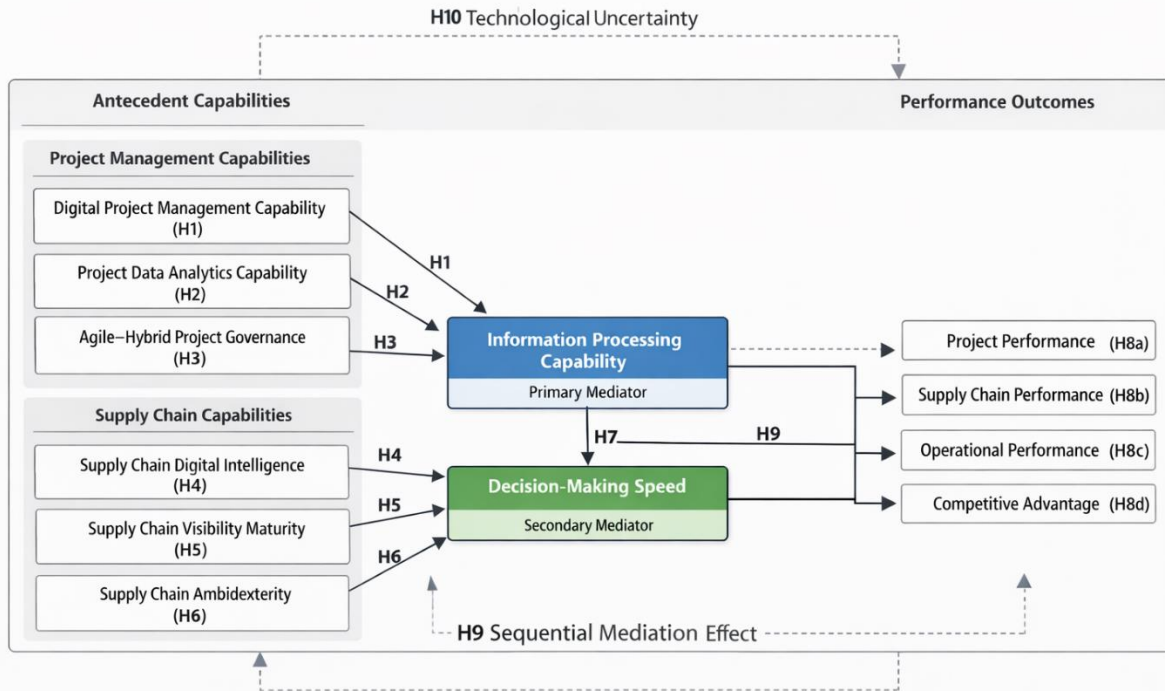 H10 Technological Uncertainty
Antecedent Capabilities
Performance Outcomes
Project Management Capabilities
Digital Project Management Capability
(H1)
Project Data Analytics Capability
(H2)
Agile–Hybrid Project Governance
(H3)
H1
H2
H3
Supply Chain Capabilities
Supply Chain Digital Intelligence
(H4)
Supply Chain Visibility Maturity
(H5)
Supply Chain Ambidexterity
(H6)
H4
H5
H6
Information Processing
Capability
Primary Mediator
H7
H9
Decision-Making Speed
Secondary Mediator
Project Performance (H8a)
Supply Chain Performance (H8b)
Operational Performance (H8c)
Competitive Advantage (H8d)
H9 Sequential Mediation Effect